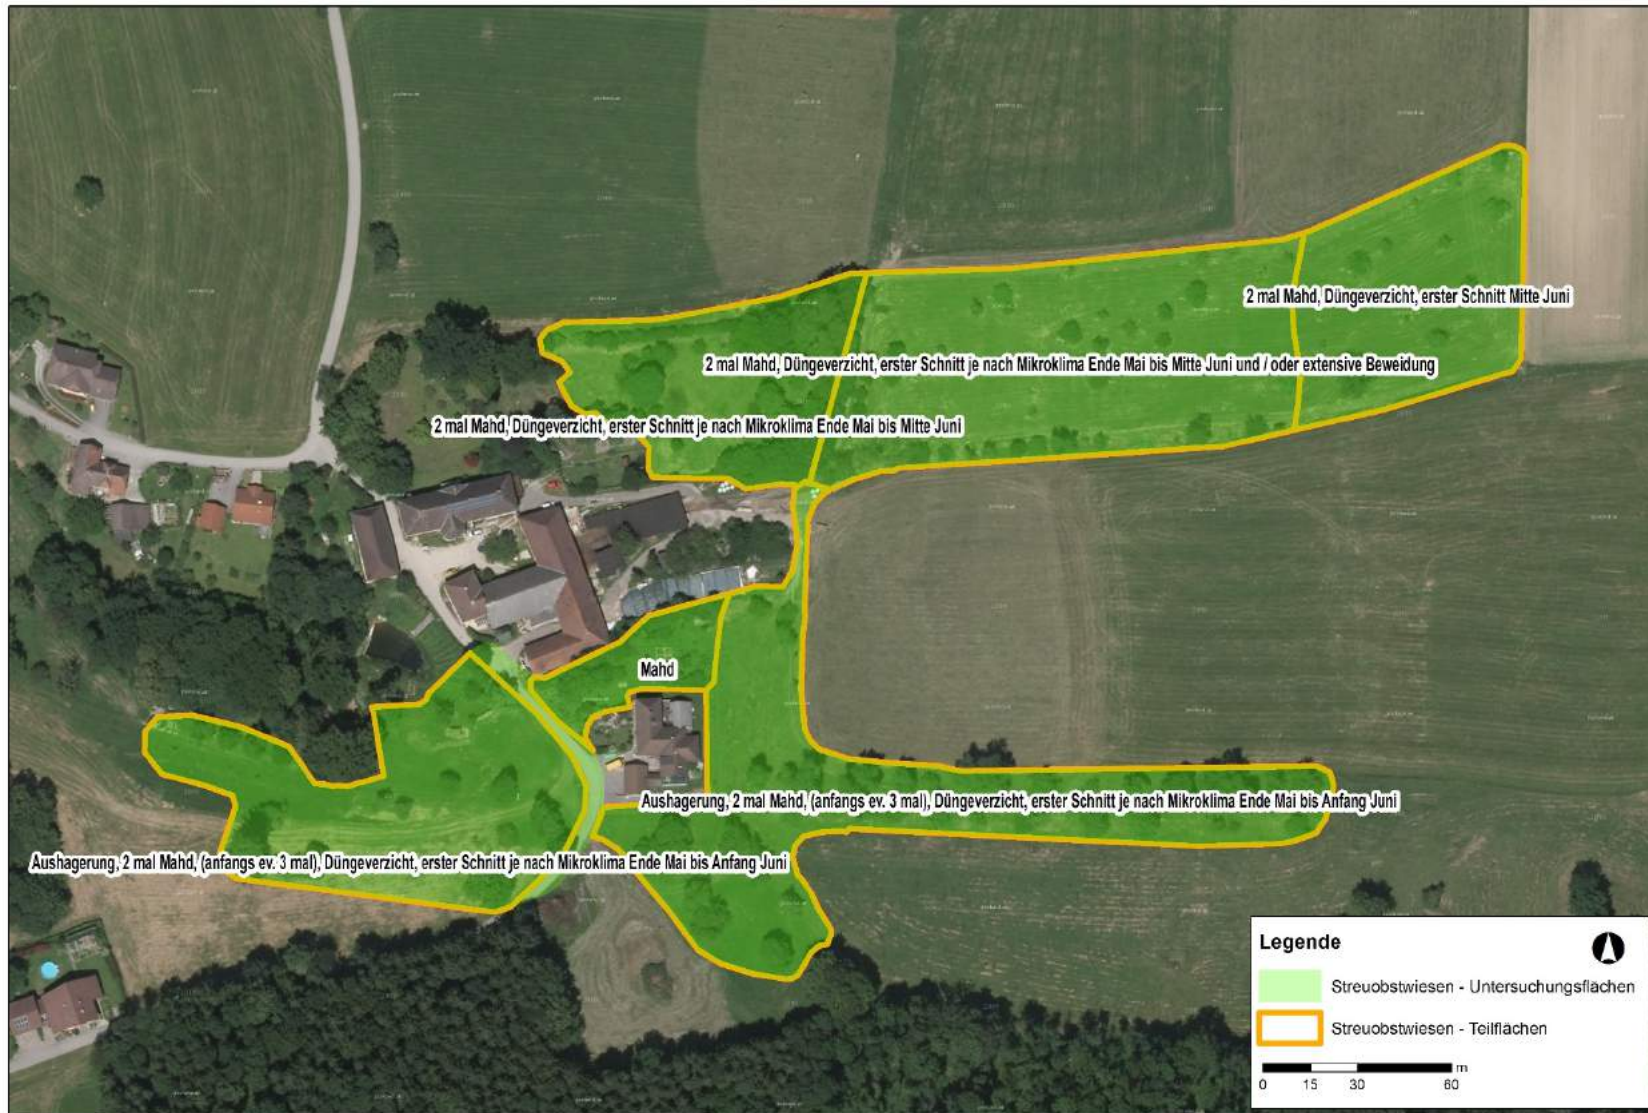 2 mal Mahd, Düngeverzicht, erster Schnitt Mitte Juni
2 mal Mahd, Düngeverzicht, erster Schnitt je nach Mikroklima Ende Mai bis Mitte Juni und / oder extensive Beweidung
2 mal Mahd, Düngeverzicht, erster Schnitt je nach Mikroklima Ende Mai bis Mitte Juni
Mahd
Aushagerung, 2 mal Mahd, (anfangs ev. 3 mal), Düngeverzicht, erster Schnitt je nach Mikroklima Ende Mai bis Anfang Juni
Aushagerung, 2 mal Mahd, (anfangs ev. 3 mal), Düngeverzicht, erster Schnitt je nach Mikroklima Ende Mai bis Anfang Juni
Legende
Streuobstwiesen - Untersuchungsflächen
Streuobstwiesen - Teilflächen
m
0 15 30 60